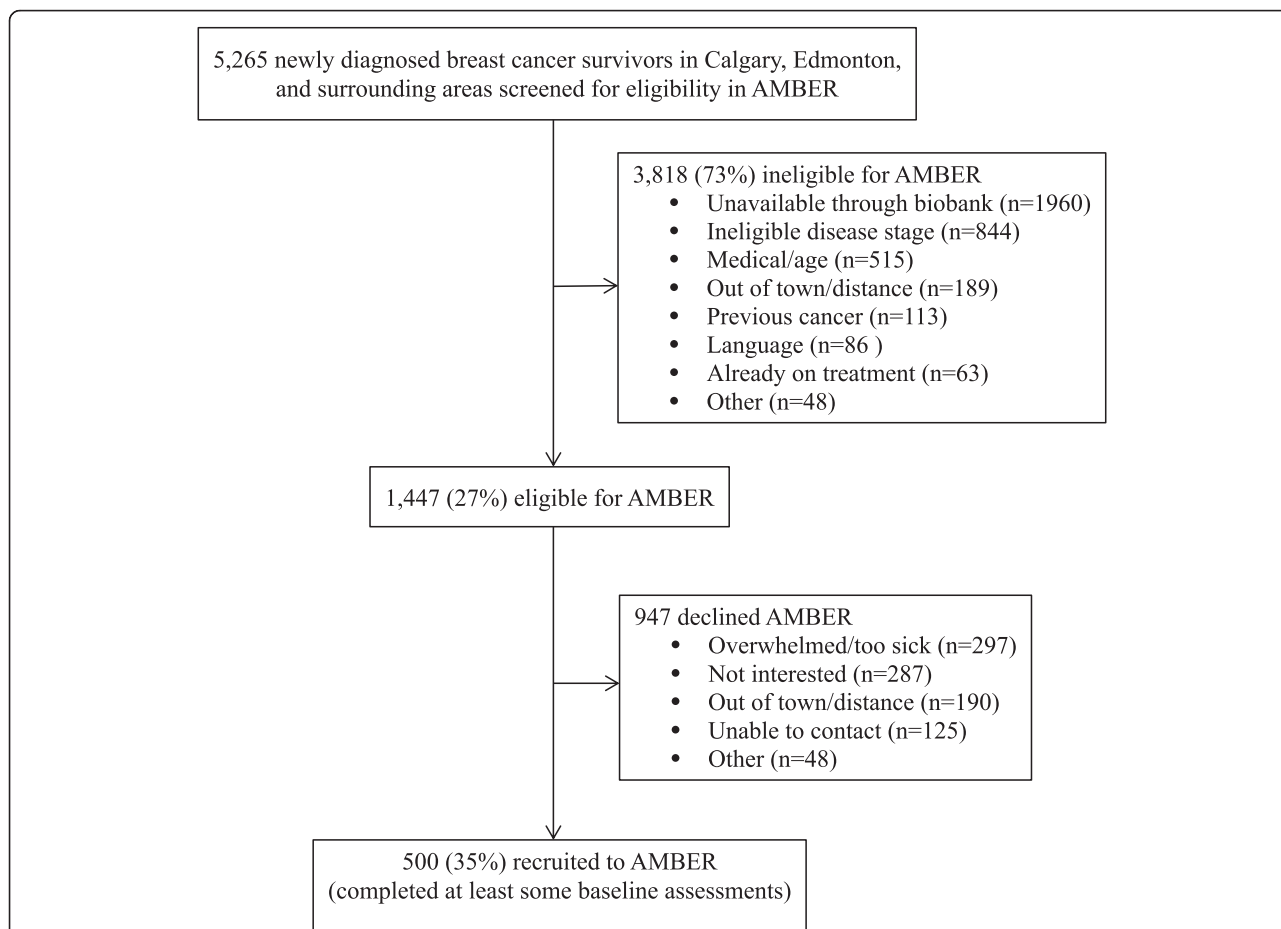 5,265 newly diagnosed breast cancer survivors in Calgary, Edmonton,
and surrounding areas screened for eligibility in AMBER
3,818 (73%) ineligible for AMBER
• Unavailable through biobank (n=1960)
• Ineligible disease stage (n=844)
• Medical/age (n=515)
• Out of town/distance (n=189)
• Previous cancer (n=113)
• Language (n=86 )
• Already on treatment (n=63)
• Other (n=48)
1,447 (27%) eligible for AMBER
947 declined AMBER
• Overwhelmed/too sick (n=297)
• Not interested (n=287)
• Out of town/distance (n=190)
• Unable to contact (n=125)
• Other (n=48)
500 (35%) recruited to AMBER
(completed at least some baseline assessments)